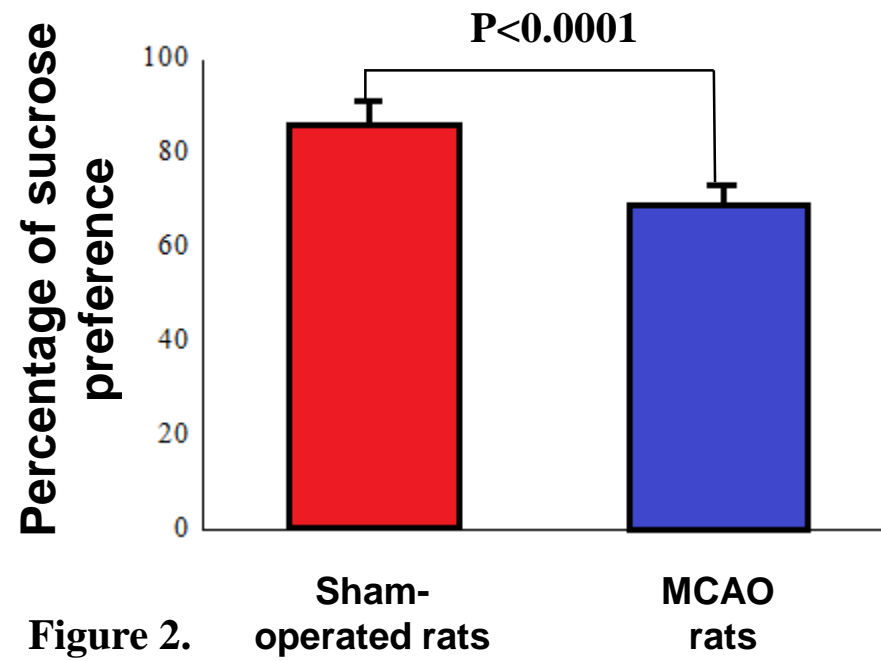 P<0.0001
Percentage of sucrose
preference
100
80
60
40
20
0
Sham-
operated rats
MCAO
rats
Figure 2.